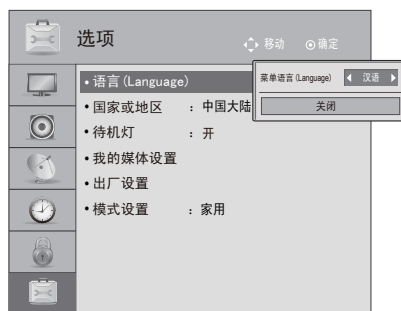 选项
移动 ⊙确定
• 语言 (Language)
菜单语言 (Language) ◀ 汉语 ▶
• 国家或地区 : 中国大陆
关闭
• 待机灯 : 开
• 我的媒体设置
• 出厂设置
• 模式设置 : 家用